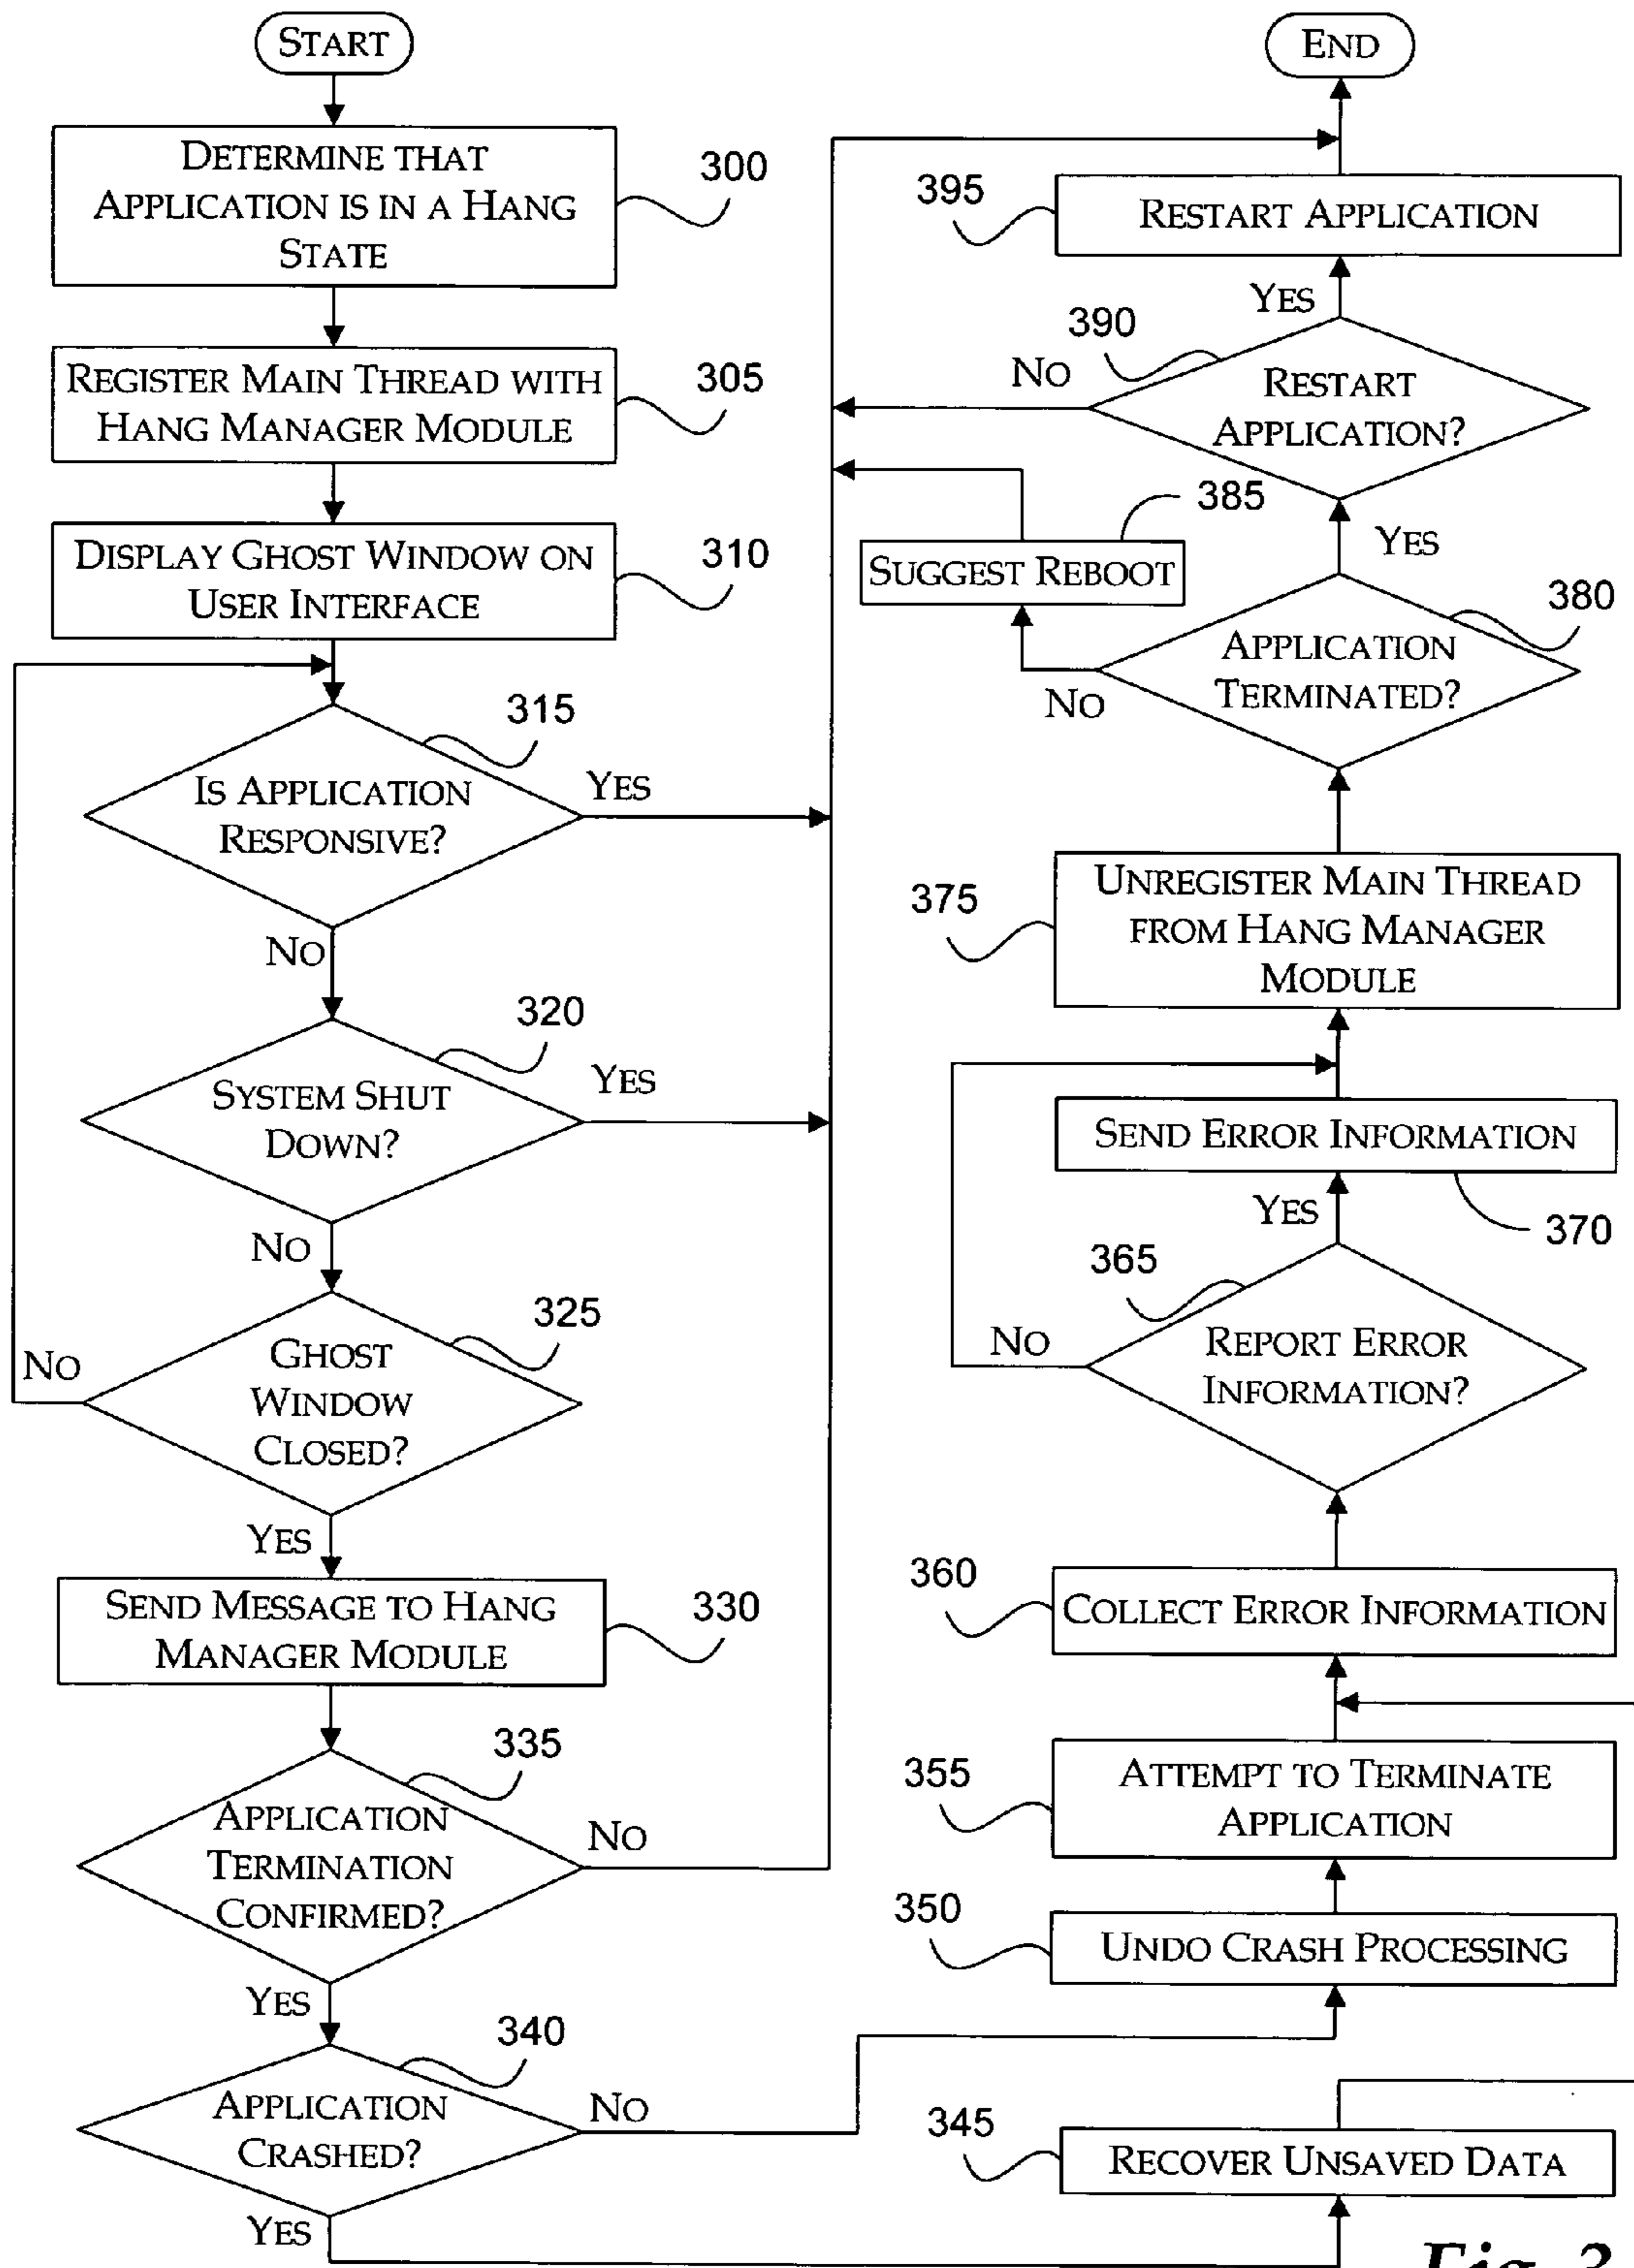 START
DETERMINE THAT
APPLICATION IS IN A HANG
STATE
300
REGISTER MAIN THREAD WITH
HANG MANAGER MODULE
305
DISPLAY GHOST WINDOW ON
USER INTERFACE
310
IS APPLICATION
RESPONSIVE?
315
YES
NO
SYSTEM SHUT
DOWN?
320
YES
NO
GHOST
WINDOW
CLOSED?
325
NO
YES
SEND MESSAGE TO HANG
MANAGER MODULE
330
APPLICATION
TERMINATION
CONFIRMED?
335
NO
YES
APPLICATION
CRASHED?
340
NO
YES
END
395
RESTART APPLICATION
YES
390
NO
RESTART
APPLICATION?
385
SUGGEST REBOOT
YES
380
APPLICATION
TERMINATED?
NO
375
UNREGISTER MAIN THREAD
FROM HANG MANAGER
MODULE
SEND ERROR INFORMATION
YES
370
365
NO
REPORT ERROR
INFORMATION?
360
COLLECT ERROR INFORMATION
355
ATTEMPT TO TERMINATE
APPLICATION
350
UNDO CRASH PROCESSING
345
RECOVER UNSAVED DATA
Fig. 3